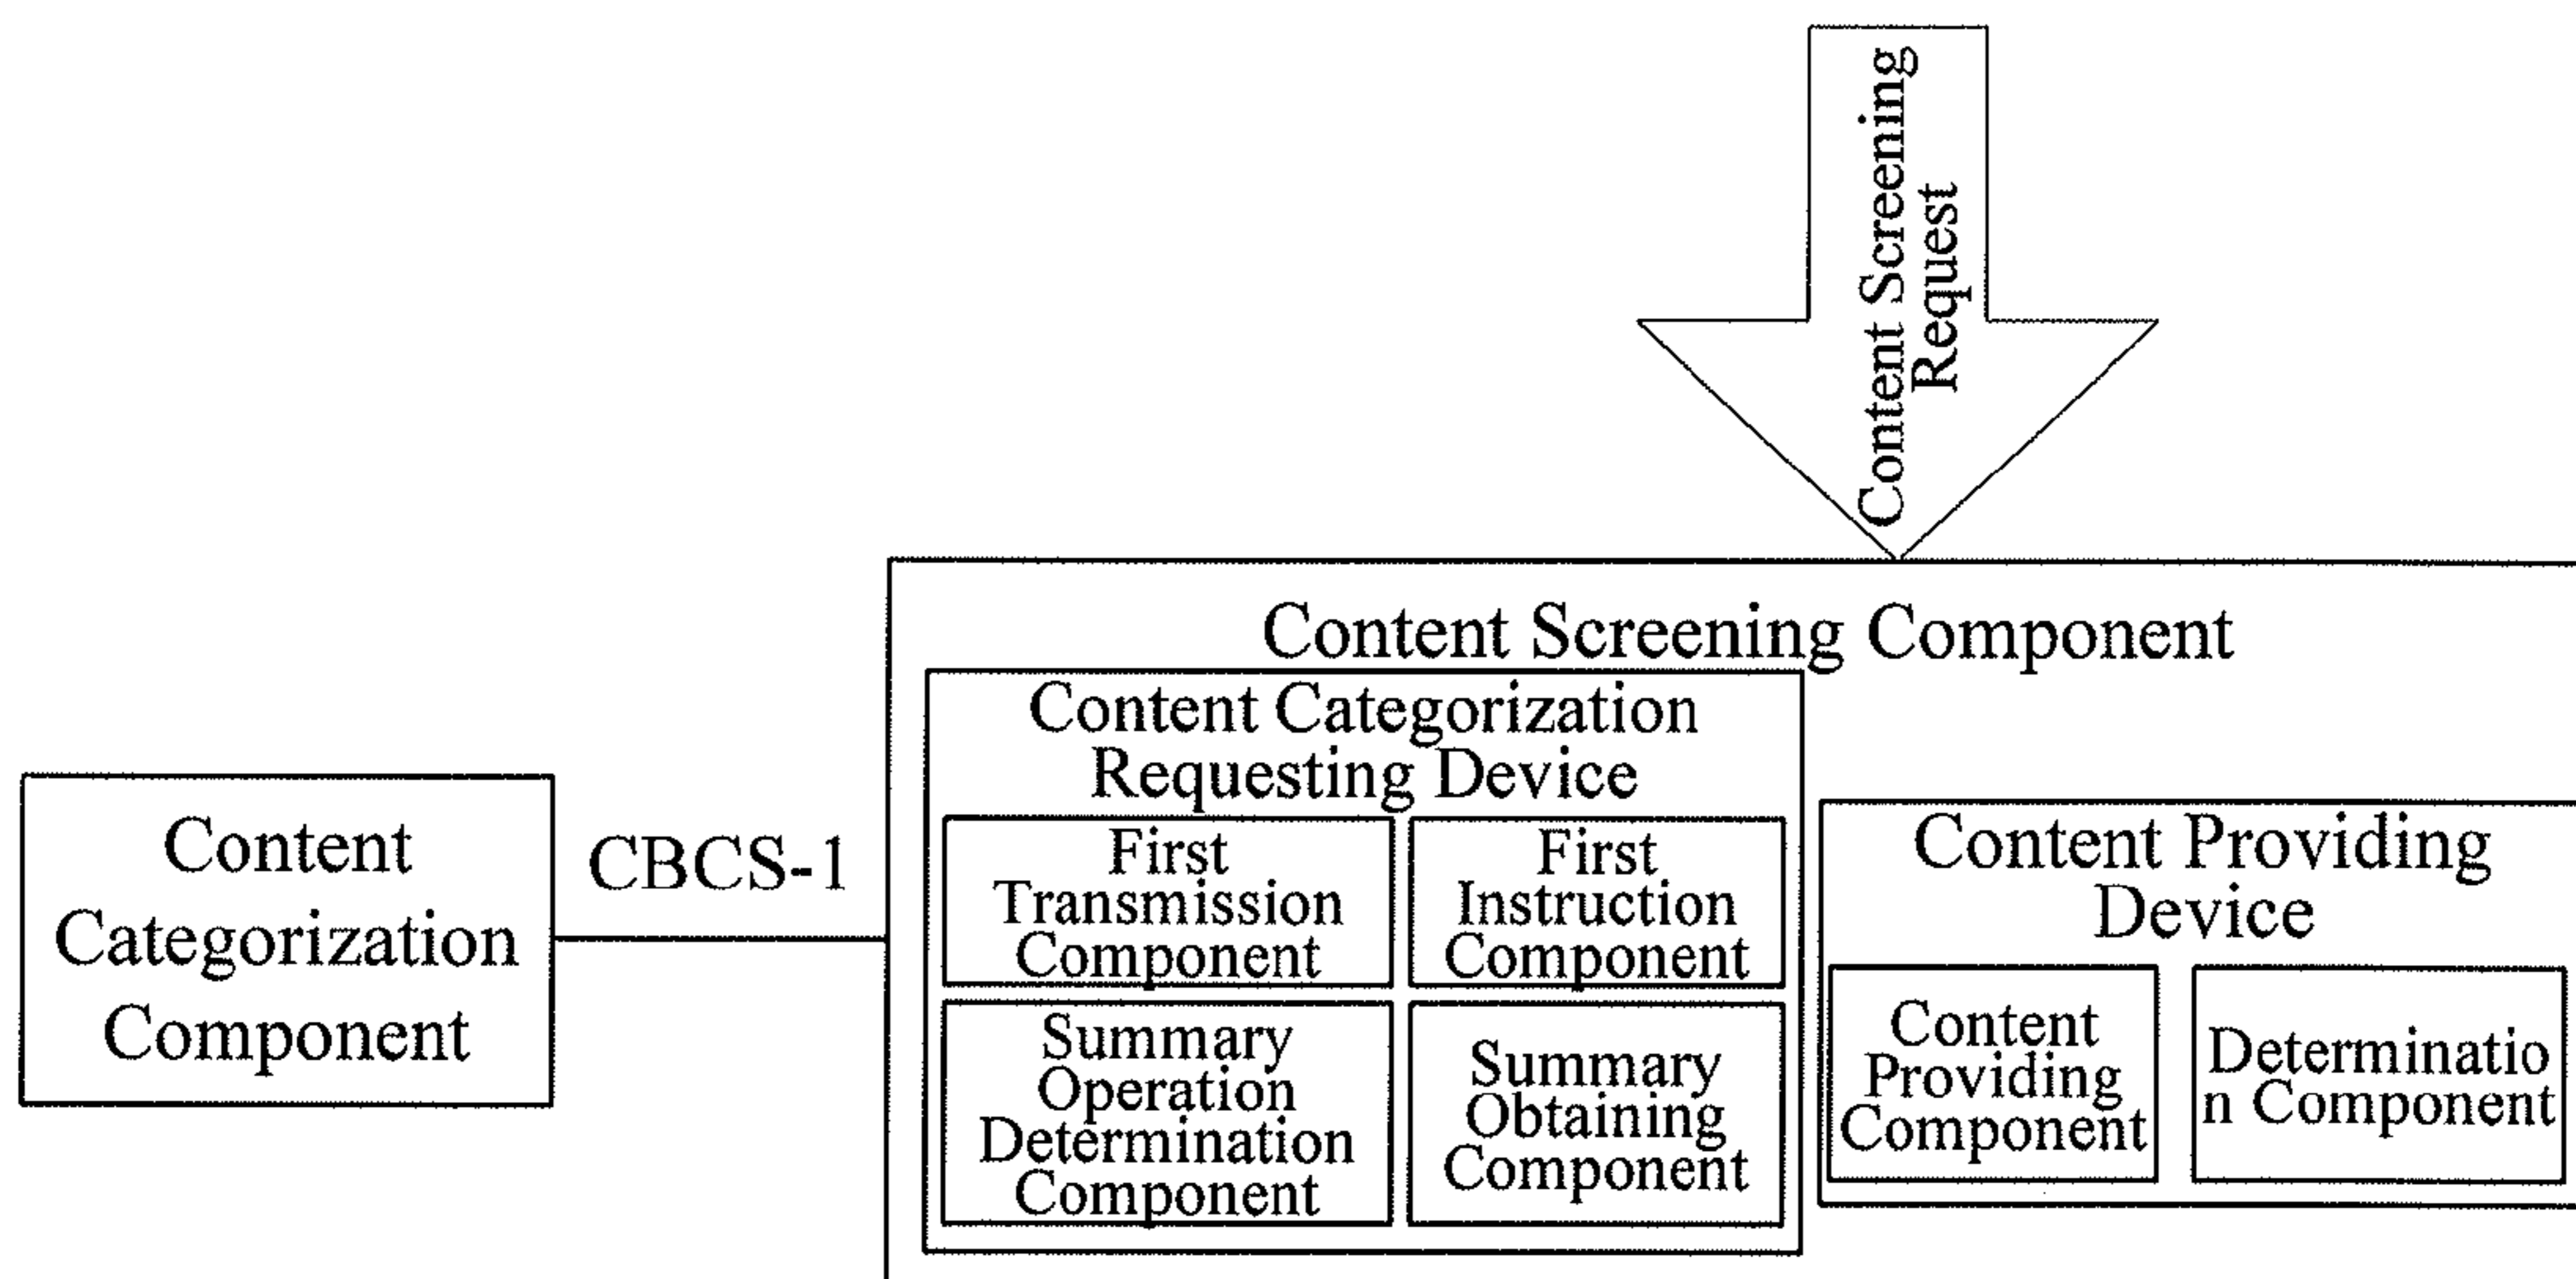 Content Screening
Request
Content Screening Component
Content Categorization
Requesting Device
First
Transmission
Component
First
Instruction
Component
Summary
Operation
Determination
Component
Summary
Obtaining
Component
Content Providing
Device
Content
Providing
Component
Determinatio
n Component
Content
Categorization
Component
CBCS-1